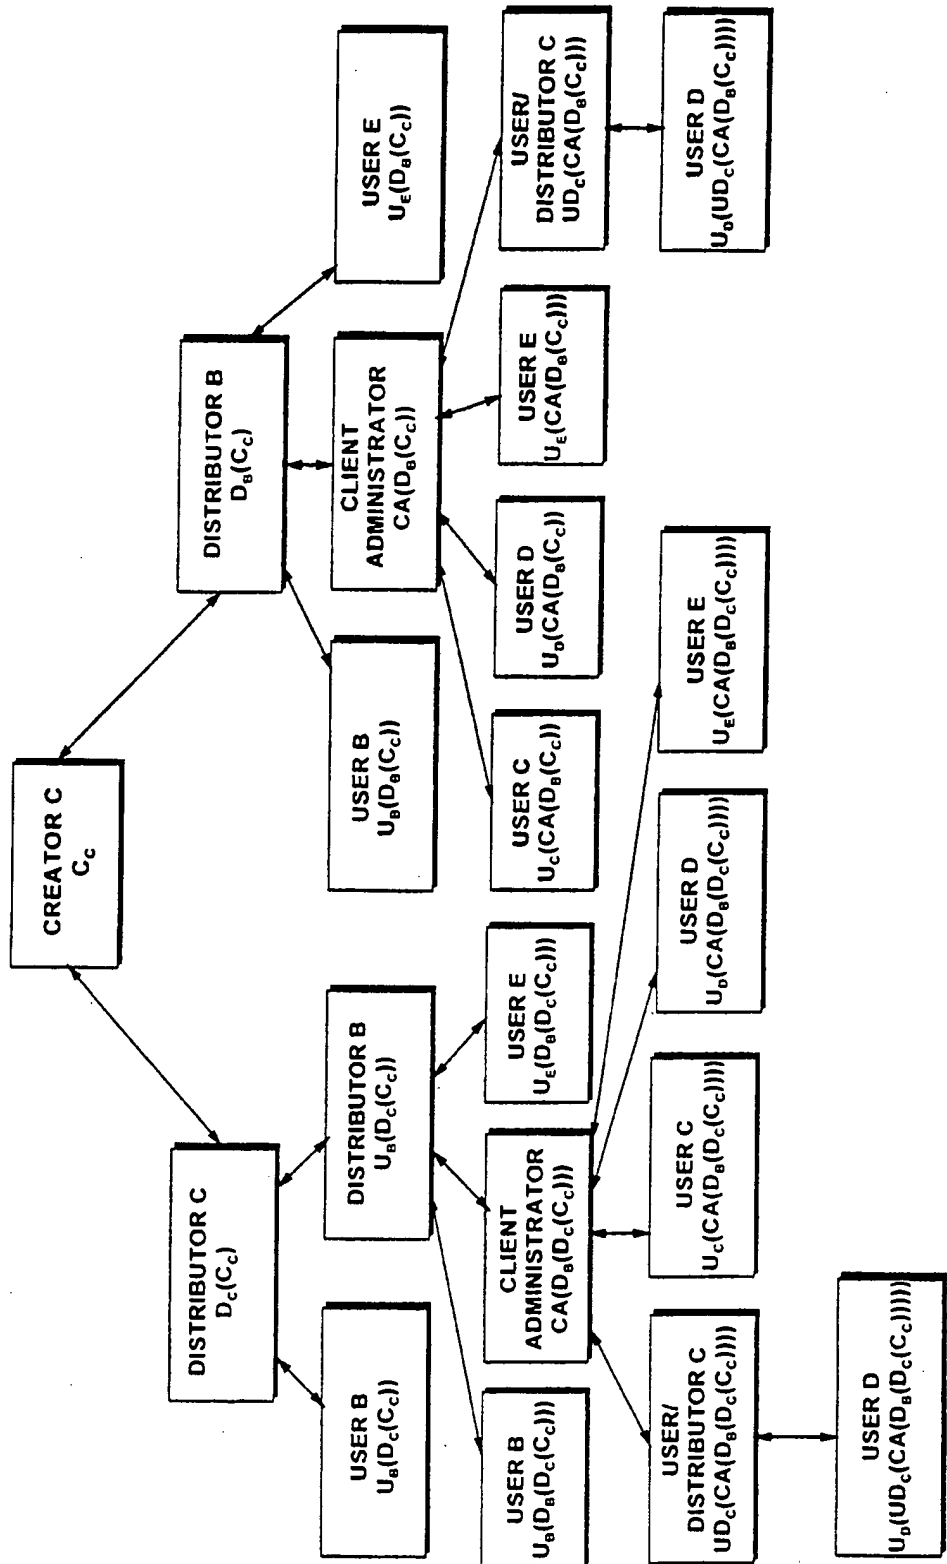 CREATOR C
C_C
DISTRIBUTOR C
D_C(C_C)
DISTRIBUTOR B
D_B(C_C)
USER B
U_B(D_C(C_C))
DISTRIBUTOR B
U_B(D_C(C_C))
USER B
U_B(D_B(C_C))
CLIENT
ADMINISTRATOR
CA(D_B(C_C))
USER E
U_E(D_B(C_C))
USER B
U_B(D_B(D_C(C_C)))
CLIENT
ADMINISTRATOR
CA(D_B(D_C(C_C)))
USER E
U_E(D_B(D_C(C_C)))
USER C
U_C(CA(D_B(C_C))
USER D
U_D(CA(D_B(C_C))
USER E
U_E(CA(D_B(C_C)))
USER/
DISTRIBUTOR C
UD_C(CA(D_B(C_C)))
USER/
DISTRIBUTOR C
UD_C(CA(D_B(D_C(C_C))))
USER C
U_C(CA(D_B(D_C(C_C))))
USER D
U_D(CA(D_B(D_C(C_C))))
USER E
U_E(CA(D_B(D_C(C_C))))
USER D
U_D(UD_C(CA(D_B(C_C))))
USER D
U_D(UD_C(CA(D_B(D_C(C_C)))))